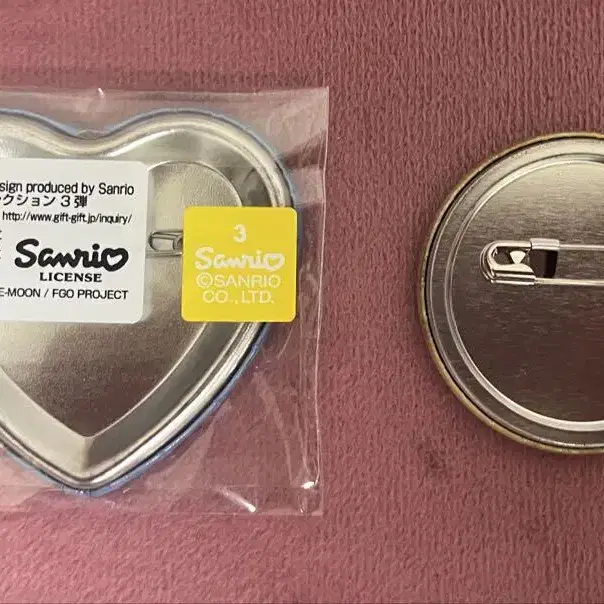 sign produced by Sanrio
クション 3 弾
http://www.gift-gift.jp/inquiry/
Sanrio
LICENSE
E-MOON / FGO PROJECT
3
Sanrio
©SANRIO
CO., LTD.